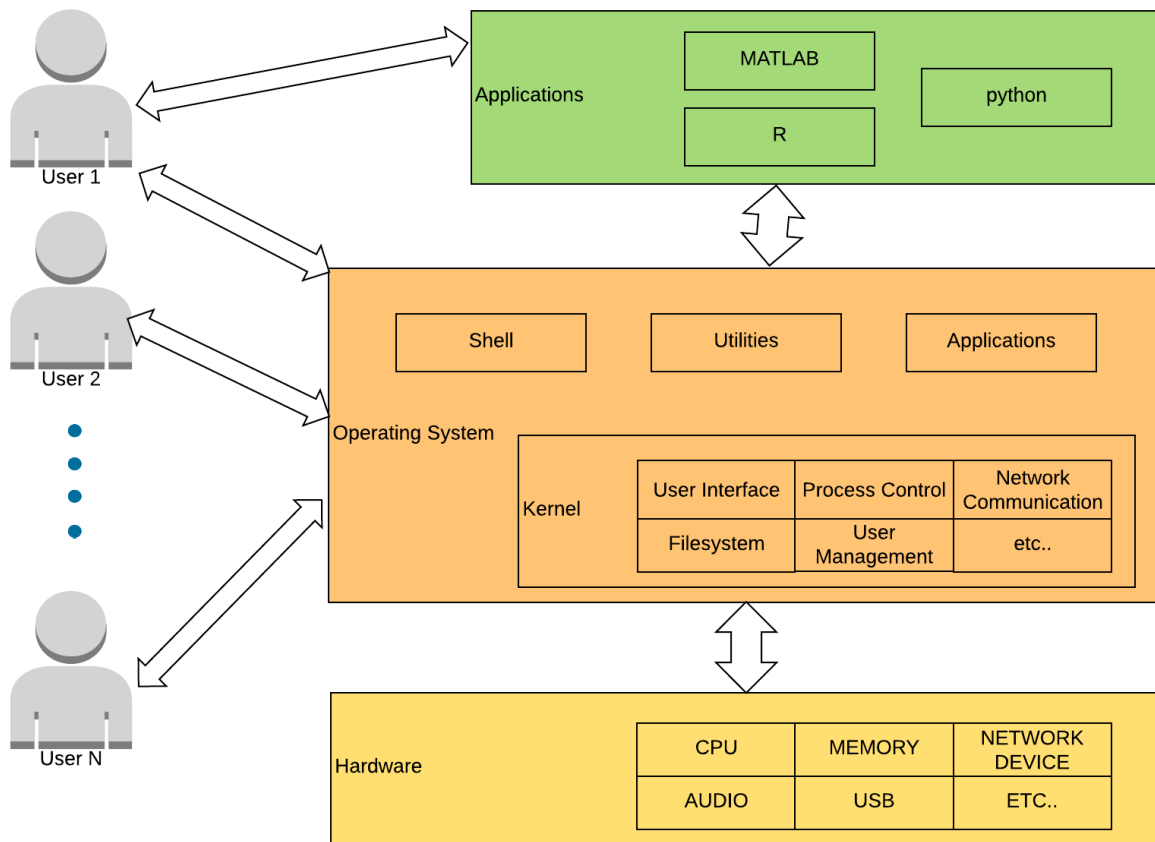 MATLAB
Applications
python
R
User 1
Shell
Utilities
Applications
User 2
Operating System
Kernel
User Interface
Process Control
Network
Communication
Filesystem
User
Management
etc..
User N
Hardware
CPU
MEMORY
NETWORK
DEVICE
AUDIO
USB
ETC..